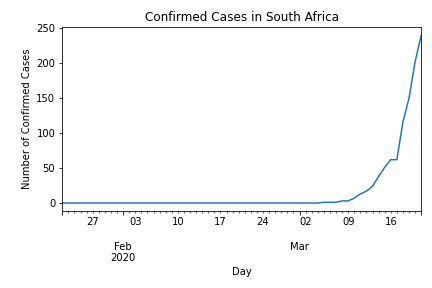 Confirmed Cases in South Africa
250
200
150
100
50
0
Number of Confirmed Cases
27 03 10 17 24 02 09 16
Feb Mar
2020
Day